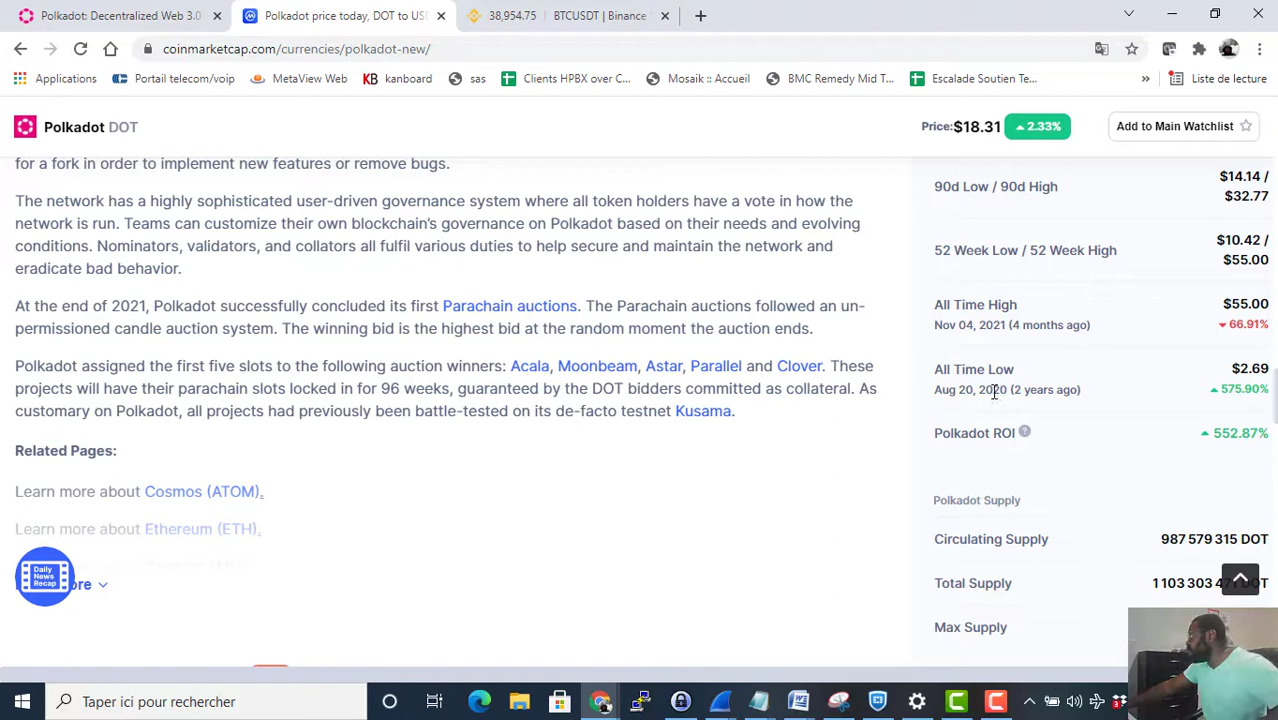 Polkadot: Decentralized Web 3.0
Polkadot price today, DOT to US
38,954.75 BTCUSDT | Binance
coinmarketcap.com/currencies/polkadot-new/
Applications
Portail telecom/voip
MetaView Web
KB kanboard
sas
Clients HPBX over C...
Mosaik :: Accueil
BMC Remedy Mid T...
Escalade Soutien Te...
»
Liste de lecture
Polkadot DOT
Price:$18.31
2.33%
Add to Main Watchlist
for a fork in order to implement new features or remove bugs.
The network has a highly sophisticated user-driven governance system where all token holders have a vote in how the
network is run. Teams can customize their own blockchain's governance on Polkadot based on their needs and evolving
conditions. Nominators, validators, and collators all fulfil various duties to help secure and maintain the network and
eradicate bad behavior.
At the end of 2021, Polkadot successfully concluded its first Parachain auctions. The Parachain auctions followed an un-
permissioned candle auction system. The winning bid is the highest bid at the random moment the auction ends.
Polkadot assigned the first five slots to the following auction winners: Acala, Moonbeam, Astar, Parallel and Clover. These
projects will have their parachain slots locked in for 96 weeks, guaranteed by the DOT bidders committed as collateral. As
customary on Polkadot, all projects had previously been battle-tested on its de-facto testnet Kusama.
Related Pages:
Learn more about Cosmos (ATOM).
Learn more about Ethereum (ETH).
Daily
News
Recap
90d Low / 90d High
$14.14 /
$32.77
52 Week Low / 52 Week High
$10.42 /
$55.00
All Time High
$55.00
Nov 04, 2021 (4 months ago)
66.91%
All Time Low
$2.69
Aug 20, 2020 (2 years ago)
575.90%
Polkadot ROI ?
552.87%
Polkadot Supply
Circulating Supply
987 579 315 DOT
Total Supply
1 103 303 471 DOT
Max Supply
Taper ici pour rechercher
3